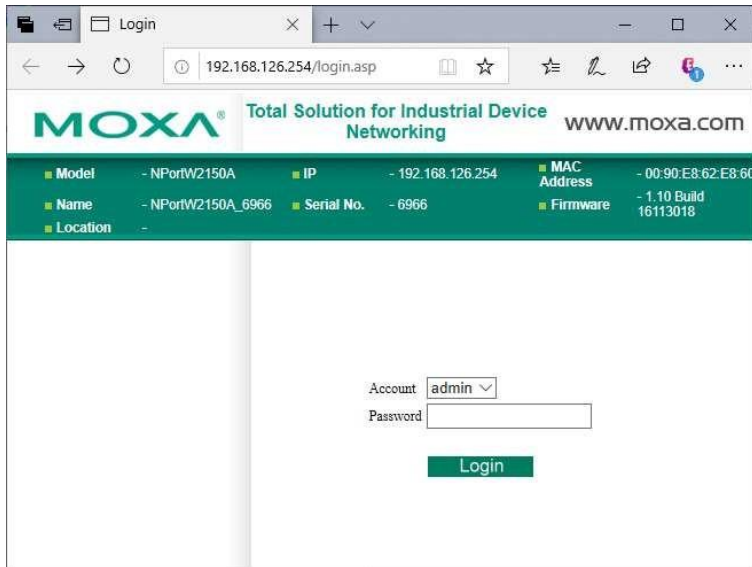 Login
192.168.126.254/login.asp
MOXA®
Total Solution for Industrial Device
Networking
www.moxa.com
Model - NPortW2150A
IP - 192.168.126.254
MAC
Address - 00:90:E8:62:E8:60
Name - NPortW2150A_6966
Serial No. - 6966
Firmware - 1.10 Build
16113018
Location -
Account admin
Password
Login